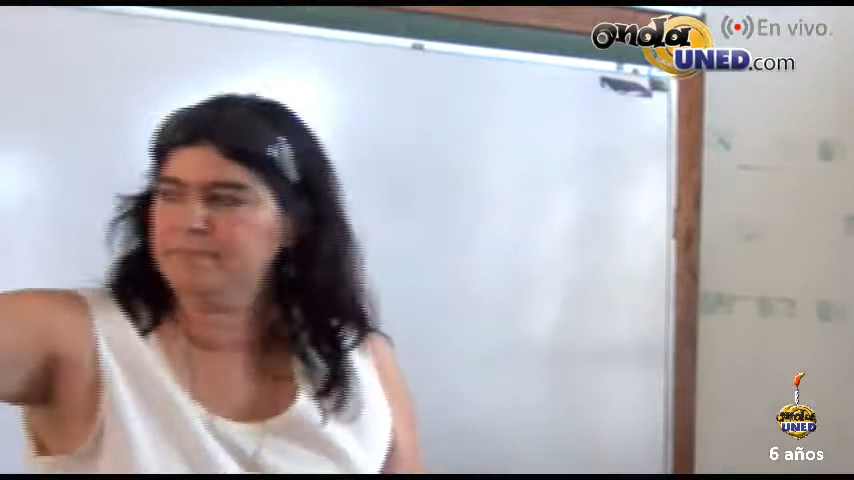 onda
UNED.com
En vivo.
onda
UNED
6 años